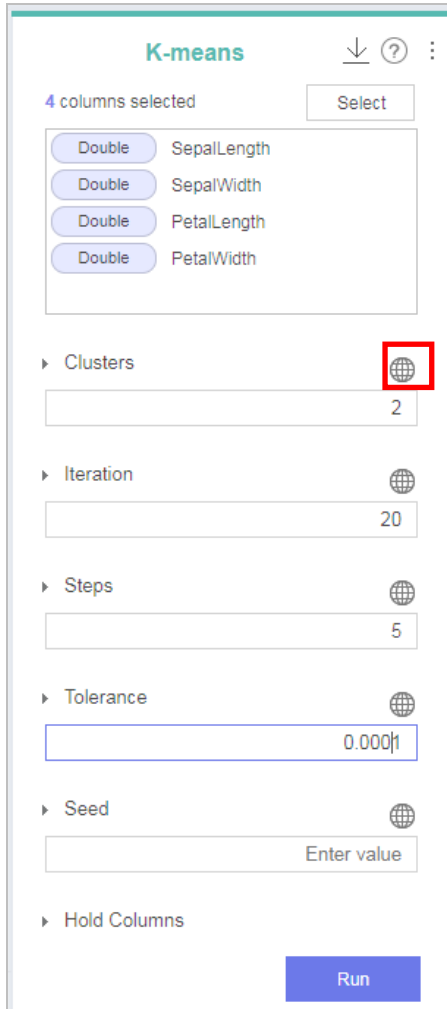 K-means
?
4 columns selected
Select
Double SepalLength
Double SepalWidth
Double PetalLength
Double PetalWidth
Clusters
2
Iteration
20
Steps
5
Tolerance
0.0001
Seed
Enter value
Hold Columns
Run